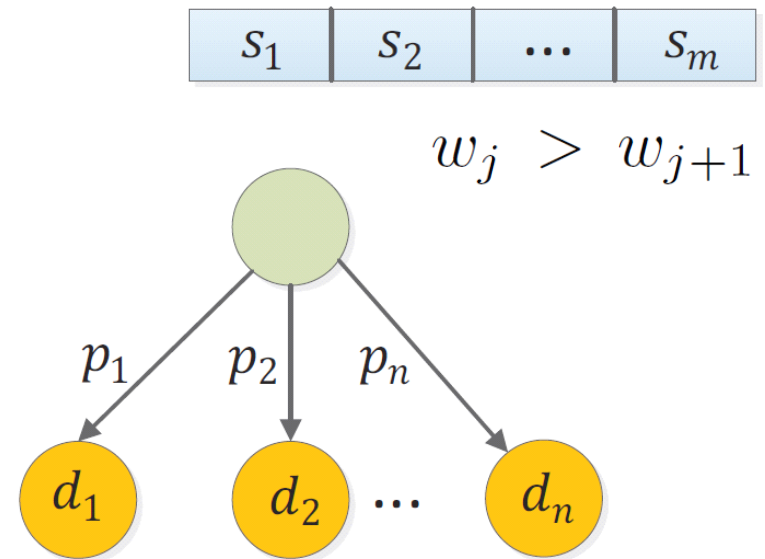 s₁ s₂ ... sₘ
wⱼ > wⱼ₊₁
p₁ p₂ pₙ
d₁ d₂ ... dₙ